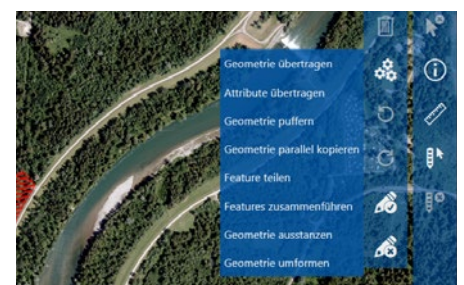 Geometrie übertragen
Attribute übertragen
Geometrie puffern
Geometrie parallel kopieren
Feature teilen
Features zusammenführen
Geometrie ausstanzen
Geometrie umformen